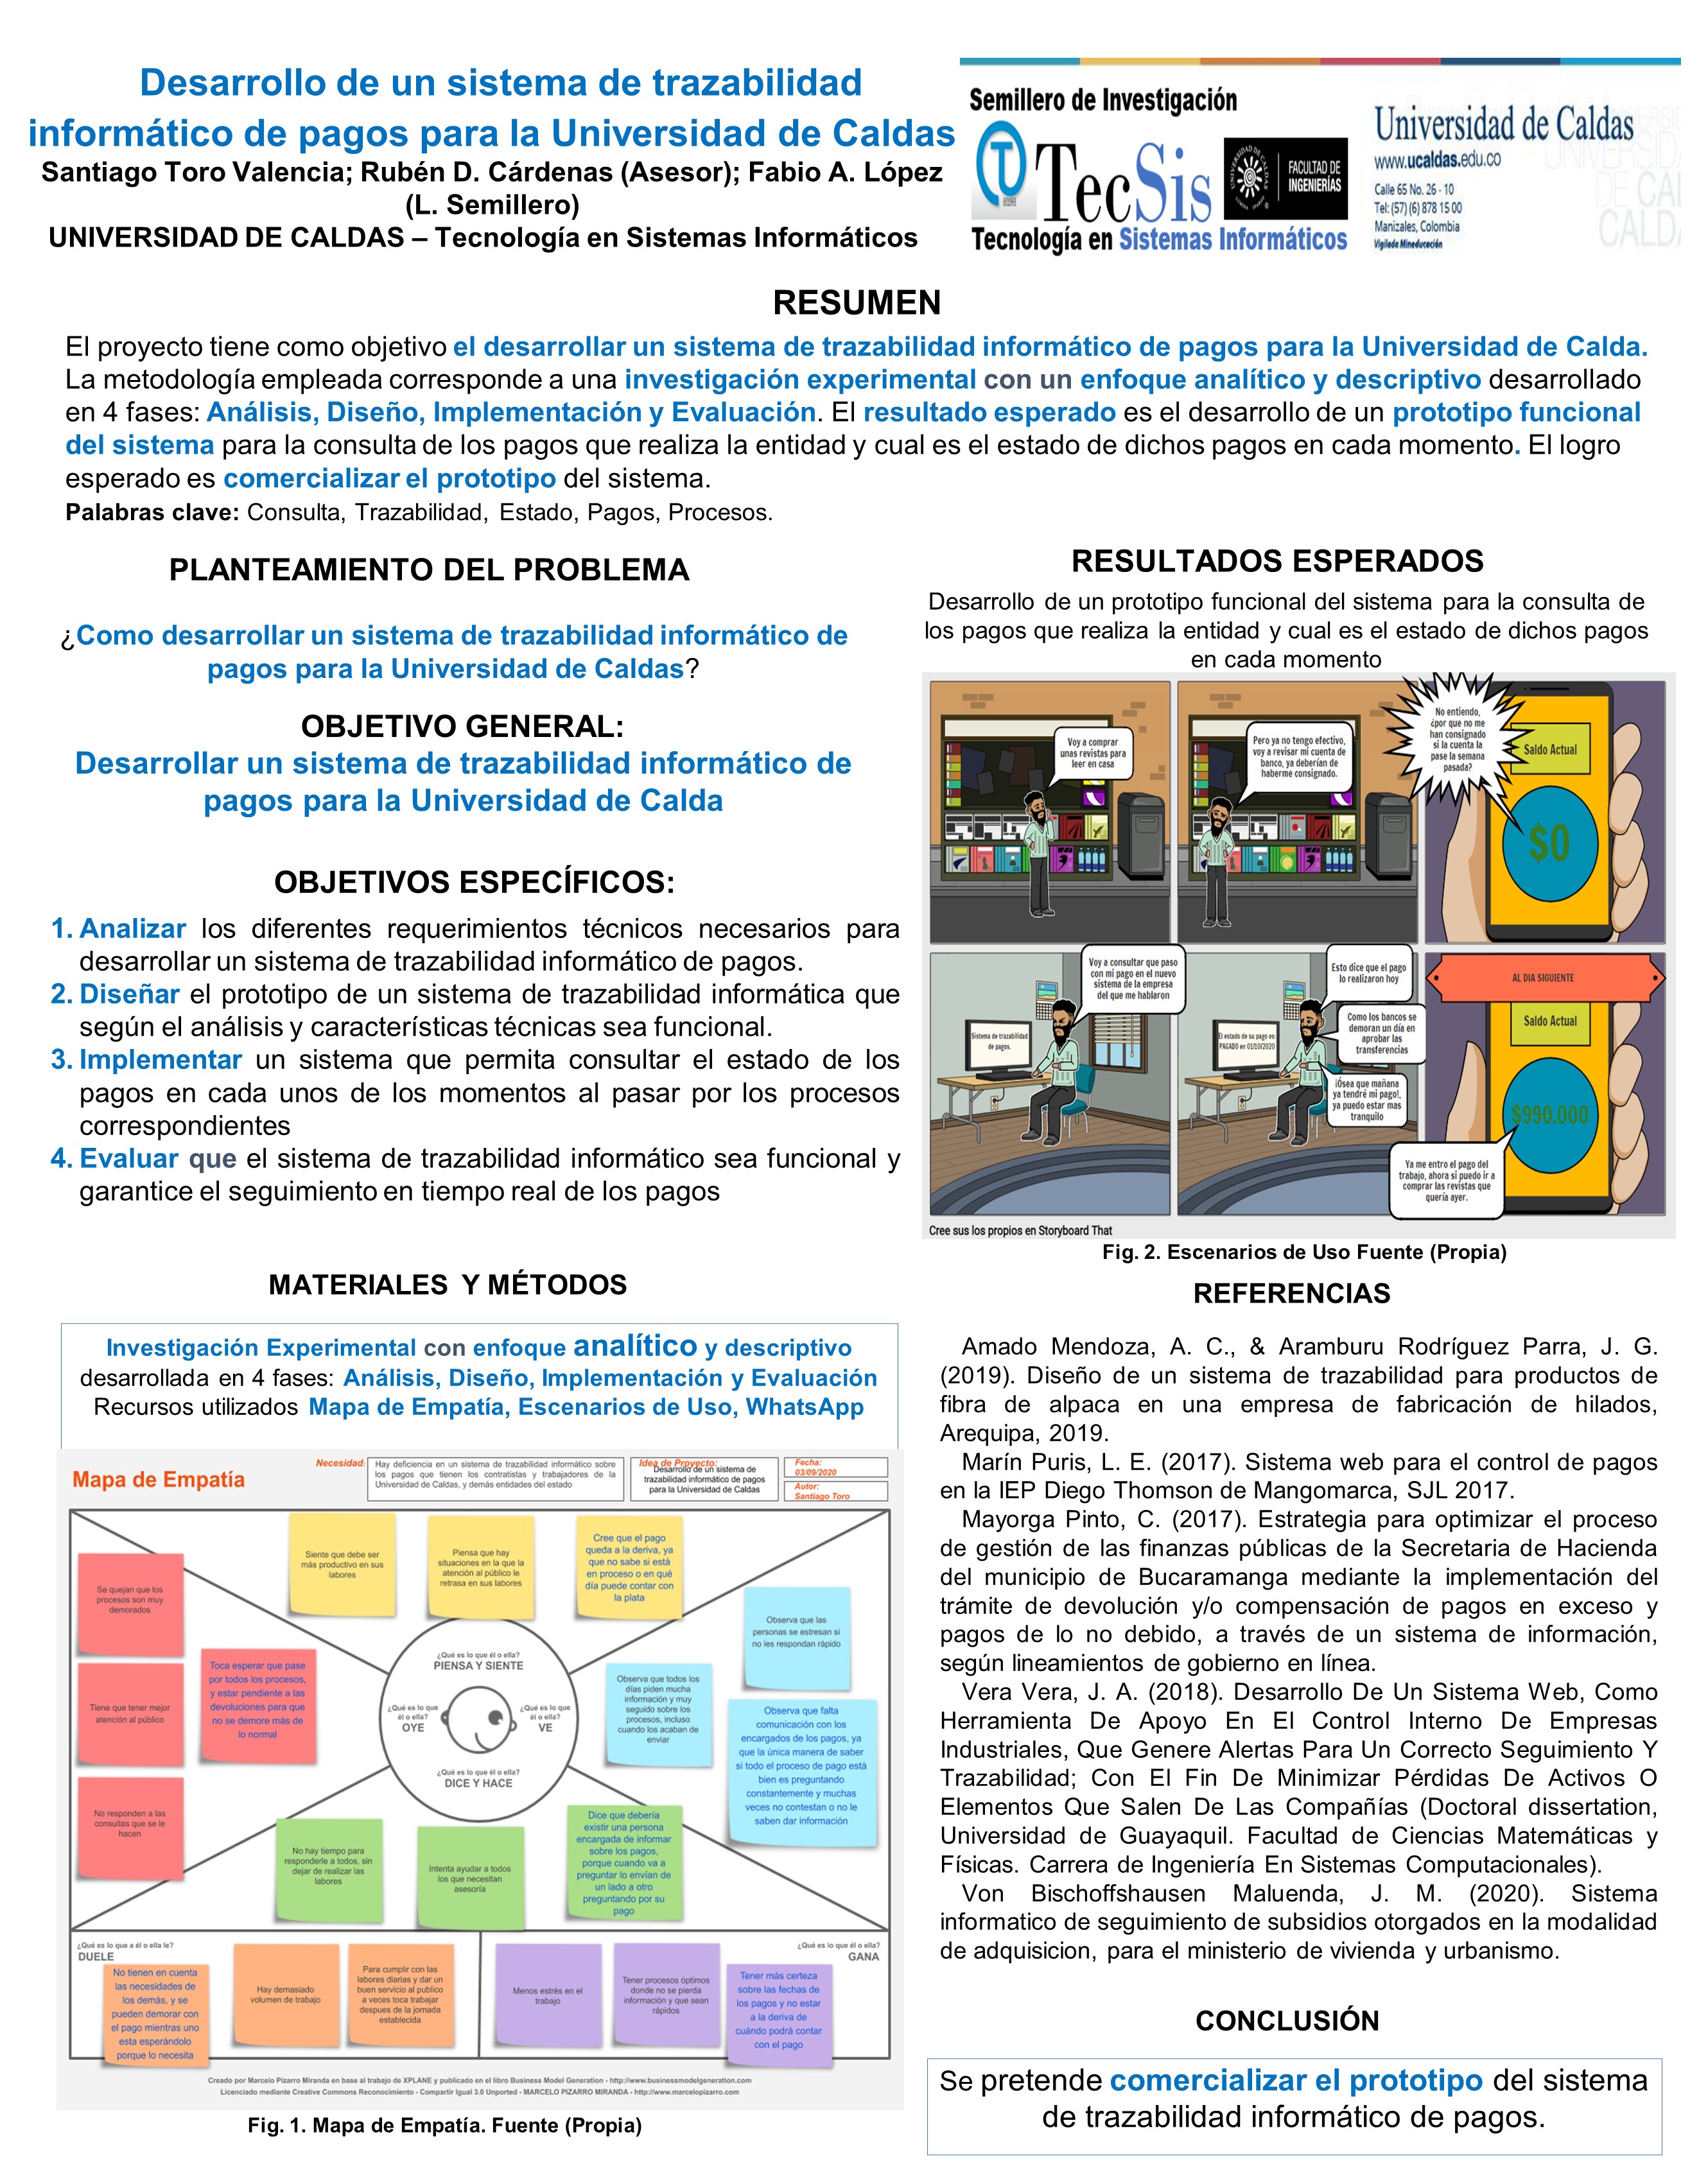 Desarrollo de un sistema de trazabilidad
informático de pagos para la Universidad de Caldas
Santiago Toro Valencia; Rubén D. Cárdenas (Asesor); Fabio A. López
(L. Semillero)
UNIVERSIDAD DE CALDAS – Tecnología en Sistemas Informáticos
Semillero de Investigación
TecSis
FACULTAD DE
INGENIERÍAS
Tecnología en Sistemas Informáticos
Universidad de Caldas
www.ucaldas.edu.co
Calle 65 No. 26 - 10
Tel: (57) (6) 878 15 00
Manizales, Colombia
Vigilada Mineducación
RESUMEN
El proyecto tiene como objetivo el desarrollar un sistema de trazabilidad informático de pagos para la Universidad de Calda.
La metodología empleada corresponde a una investigación experimental con un enfoque analítico y descriptivo desarrollado
en 4 fases: Análisis, Diseño, Implementación y Evaluación. El resultado esperado es el desarrollo de un prototipo funcional
del sistema para la consulta de los pagos que realiza la entidad y cual es el estado de dichos pagos en cada momento. El logro
esperado es comercializar el prototipo del sistema.
Palabras clave: Consulta, Trazabilidad, Estado, Pagos, Procesos.
PLANTEAMIENTO DEL PROBLEMA
¿Como desarrollar un sistema de trazabilidad informático de
pagos para la Universidad de Caldas?
OBJETIVO GENERAL:
Desarrollar un sistema de trazabilidad informático de
pagos para la Universidad de Calda
OBJETIVOS ESPECÍFICOS:
1. Analizar los diferentes requerimientos técnicos necesarios para
desarrollar un sistema de trazabilidad informático de pagos.
2. Diseñar el prototipo de un sistema de trazabilidad informática que
según el análisis y características técnicas sea funcional.
3. Implementar un sistema que permita consultar el estado de los
pagos en cada unos de los momentos al pasar por los procesos
correspondientes
4. Evaluar que el sistema de trazabilidad informático sea funcional y
garantice el seguimiento en tiempo real de los pagos
MATERIALES Y MÉTODOS
Investigación Experimental con enfoque analítico y descriptivo
desarrollada en 4 fases: Análisis, Diseño, Implementación y Evaluación
Recursos utilizados Mapa de Empatía, Escenarios de Uso, WhatsApp
Mapa de Empatía
Necesidad:
Hay deficiencia en un sistema de trazabilidad informático sobre
los pagos que tienen los contratistas y trabajadores de la
Universidad de Caldas, y demás entidades del estado
Idea de Proyecto:
Desarrollo de un sistema de
trazabilidad informático de pagos
para la Universidad de Caldas
Fecha:
03/09/2020
Autor:
Santiago Toro
Siente que debe ser
más productivo en sus
labores
Piensa que hay
situaciones en la que la
atención al público le
retrasa en sus labores
Cree que el pago
queda a la deriva, ya
que no sabe si está
en proceso o en qué
día puede contar con
la plata
Se quejan que los
procesos son muy
demorados
Toca esperar que pase
por todos los procesos,
y estar pendiente a las
devoluciones para que
no se demore más de
lo normal
Tiene que tener mejor
atención al público
No responden a las
consultas que se le
hacen
¿Qué es lo que él o ella?
PIENSA Y SIENTE
¿Qué es lo que
él o ella?
OYE
¿Qué es lo que
él o ella?
VE
¿Qué es lo que él o ella?
DICE Y HACE
Observa que las
personas se estresan si
no les respondan rápido
Observa que todos los
días piden mucha
información y muy
seguido sobre los
procesos, incluso
cuando los acaban de
enviar
Observa que falta
comunicación con los
encargados de los pagos, ya
que la única manera de saber
si todo el proceso de pago está
bien es preguntando
constantemente y muchas
veces no contestan o no le
saben dar información
No hay tiempo para
responderle a todos, sin
dejar de realizar las
labores
Intenta ayudar a todos
los que necesitan
asesoría
Dice que debería
existir una persona
encargada de informar
sobre los pagos,
porque cuando va a
preguntar lo envían de
un lado a otro
preguntando por su
pago
¿Qué es lo que a él o ella le?
DUELE
No tienen en cuenta
las necesidades de
los demás, y se
pueden demorar con
el pago mientras uno
esta esperándolo
porque lo necesita
Hay demasiado
volumen de trabajo
Para cumplir con las
labores diarias y dar un
buen servicio al publico
a veces toca trabajar
despues de la jornada
establecida
¿Qué es lo que él o ella?
GANA
Menos estrés en el
trabajo
Tener procesos óptimos
donde no se pierda
información y que sean
rápidos
Tener más certeza
sobre las fechas de
los pagos y no estar
a la deriva de
cuándo podrá contar
con el pago
Creado por Marcelo Pizarro Miranda en base al trabajo de XPLANE y publicado en el libro Business Model Generation - http://www.businessmodelgeneration.com
Licenciado mediante Creative Commons Reconocimiento - Compartir Igual 3.0 Unported - MARCELO PIZARRO MIRANDA - http://www.marcelopizarro.com
Fig. 1. Mapa de Empatía. Fuente (Propia)
RESULTADOS ESPERADOS
Desarrollo de un prototipo funcional del sistema para la consulta de
los pagos que realiza la entidad y cual es el estado de dichos pagos
en cada momento
Voy a comprar
unas revistas para
leer en casa
Pero ya no tengo efectivo,
voy a revisar mi cuenta de
banco, ya deberían de
haberme consignado.
No entiendo,
¿por que no me
han consignado
si la cuenta la
pase la semana
pasada?
Saldo Actual
$0
Voy a consultar que paso
con mi pago en el nuevo
sistema de la empresa
del que me hablaron
Sistema de trazabilidad
de pagos.
Esto dice que el pago
lo realizaron hoy
Como los bancos se
demoran un día en
aprobar las
transferencias
¡Osea que mañana
ya tendré mi pago!,
ya puedo estar mas
tranquilo
El estado de su pago es:
PAGADO en 01/10/2020
AL DIA SIGUIENTE
Saldo Actual
$990.000
Ya me entro el pago del
trabajo, ahora si puedo ir a
comprar las revistas que
quería ayer.
Cree sus los propios en Storyboard That
Fig. 2. Escenarios de Uso Fuente (Propia)
REFERENCIAS
Amado Mendoza, A. C., & Aramburu Rodríguez Parra, J. G.
(2019). Diseño de un sistema de trazabilidad para productos de
fibra de alpaca en una empresa de fabricación de hilados,
Arequipa, 2019.
Marín Puris, L. E. (2017). Sistema web para el control de pagos
en la IEP Diego Thomson de Mangomarca, SJL 2017.
Mayorga Pinto, C. (2017). Estrategia para optimizar el proceso
de gestión de las finanzas públicas de la Secretaria de Hacienda
del municipio de Bucaramanga mediante la implementación del
trámite de devolución y/o compensación de pagos en exceso y
pagos de lo no debido, a través de un sistema de información,
según lineamientos de gobierno en línea.
Vera Vera, J. A. (2018). Desarrollo De Un Sistema Web, Como
Herramienta De Apoyo En El Control Interno De Empresas
Industriales, Que Genere Alertas Para Un Correcto Seguimiento Y
Trazabilidad; Con El Fin De Minimizar Pérdidas De Activos O
Elementos Que Salen De Las Compañías (Doctoral dissertation,
Universidad de Guayaquil. Facultad de Ciencias Matemáticas y
Físicas. Carrera de Ingeniería En Sistemas Computacionales).
Von Bischoffshausen Maluenda, J. M. (2020). Sistema
informatico de seguimiento de subsidios otorgados en la modalidad
de adquisicion, para el ministerio de vivienda y urbanismo.
CONCLUSIÓN
Se pretende comercializar el prototipo del sistema
de trazabilidad informático de pagos.